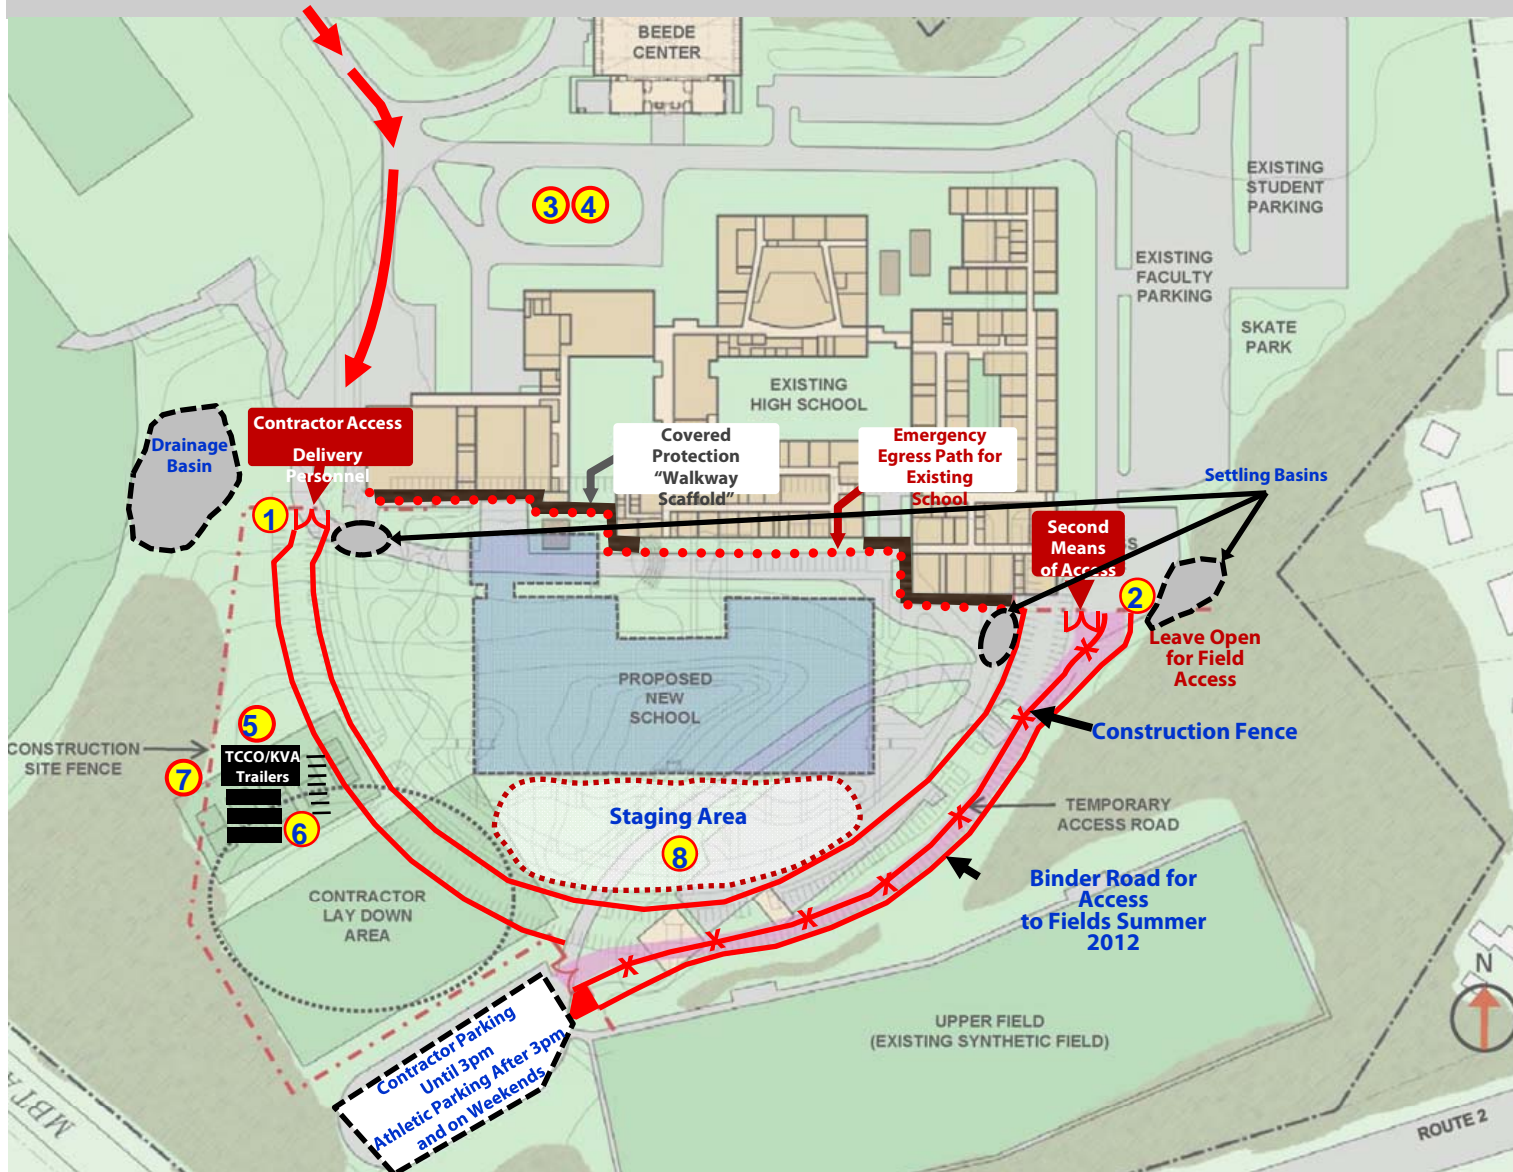 BEEDE
CENTER
3
4
EXISTING
STUDENT
PARKING
EXISTING
FACULTY
PARKING
SKATE
PARK
EXISTING
HIGH SCHOOL
Contractor Access
Delivery
Personnel
Drainage
Basin
Covered
Protection
“Walkway
Scaffold”
Emergency
Egress Path for
Existing
School
Settling Basins
1
Second
Means
of Access
2
Leave Open
for Field
Access
PROPOSED
NEW
SCHOOL
Construction Fence
CONSTRUCTION
SITE FENCE
5
7
TCCO/KVA
Trailers
6
Staging Area
8
TEMPORARY
ACCESS ROAD
Binder Road for
Access
to Fields Summer
2012
CONTRACTOR
LAY DOWN
AREA
N
UPPER FIELD
(EXISTING SYNTHETIC FIELD)
Contractor Parking
Until 3pm
Athletic Parking After 3pm
and on Weekends
MBTA
ROUTE 2